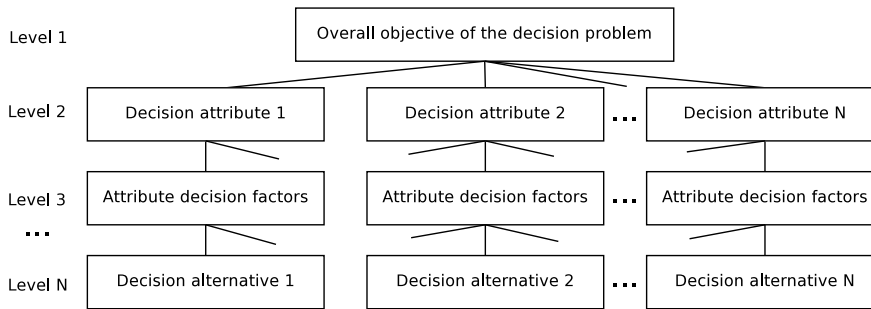 Level 1
Overall objective of the decision problem
Level 2
Decision attribute 1
Decision attribute 2
...
Decision attribute N
Level 3
Attribute decision factors
Attribute decision factors
...
Attribute decision factors
...
Level N
Decision alternative 1
Decision alternative 2
...
Decision alternative N